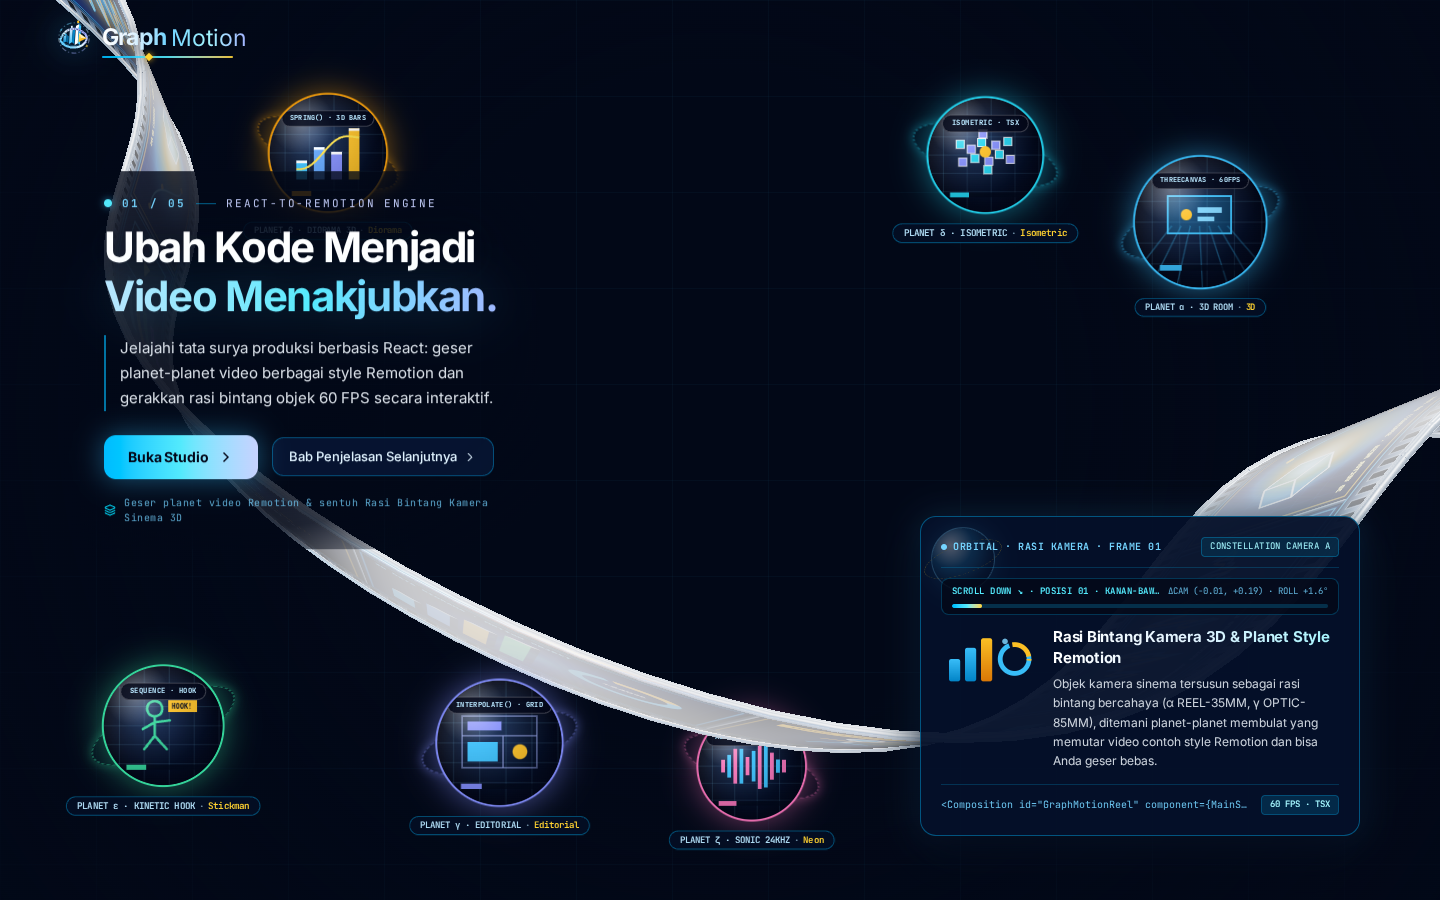 Graph Motion
SPRING() · 3D BARS
ISOMETRIC · TSX
PLANET δ · ISOMETRIC · Isometric
THREECANVAS · 60FPS
PLANET α · 3D ROOM · 3D
01 / 05 — REACT-TO-REMOTION ENGINE
Ubah Kode Menjadi
Video Menakjubkan.
Jelajahi tata surya produksi berbasis React: geser
planet-planet video berbagai style Remotion dan
gerakkan rasi bintang objek 60 FPS secara interaktif.
Buka Studio
Bab Penjelasan Selanjutnya
Geser planet video Remotion & sentuh Rasi Bintang Kamera
Sinema 3D
SEQUENCE · HOOK
HOOK!
PLANET ε · KINETIC HOOK · Stickman
INTERPOLATE() · GRID
PLANET γ · EDITORIAL · Editorial
PLANET ζ · SONIC 24KHZ · Neon
ORBITAL · RASI KAMERA · FRAME 01
CONSTELLATION CAMERA A
SCROLL DOWN ↘ · POSISI 01 · KANAN-BAW…
ΔCAM (-0.01, +0.19) · ROLL +1.6°
Rasi Bintang Kamera 3D & Planet Style
Remotion
Objek kamera sinema tersusun sebagai rasi
bintang bercahaya (α REEL-35MM, γ OPTIC-
85MM), ditemani planet-planet membulat yang
memutar video contoh style Remotion dan bisa
Anda geser bebas.
<Composition id="GraphMotionReel" component={MainS…
60 FPS · TSX